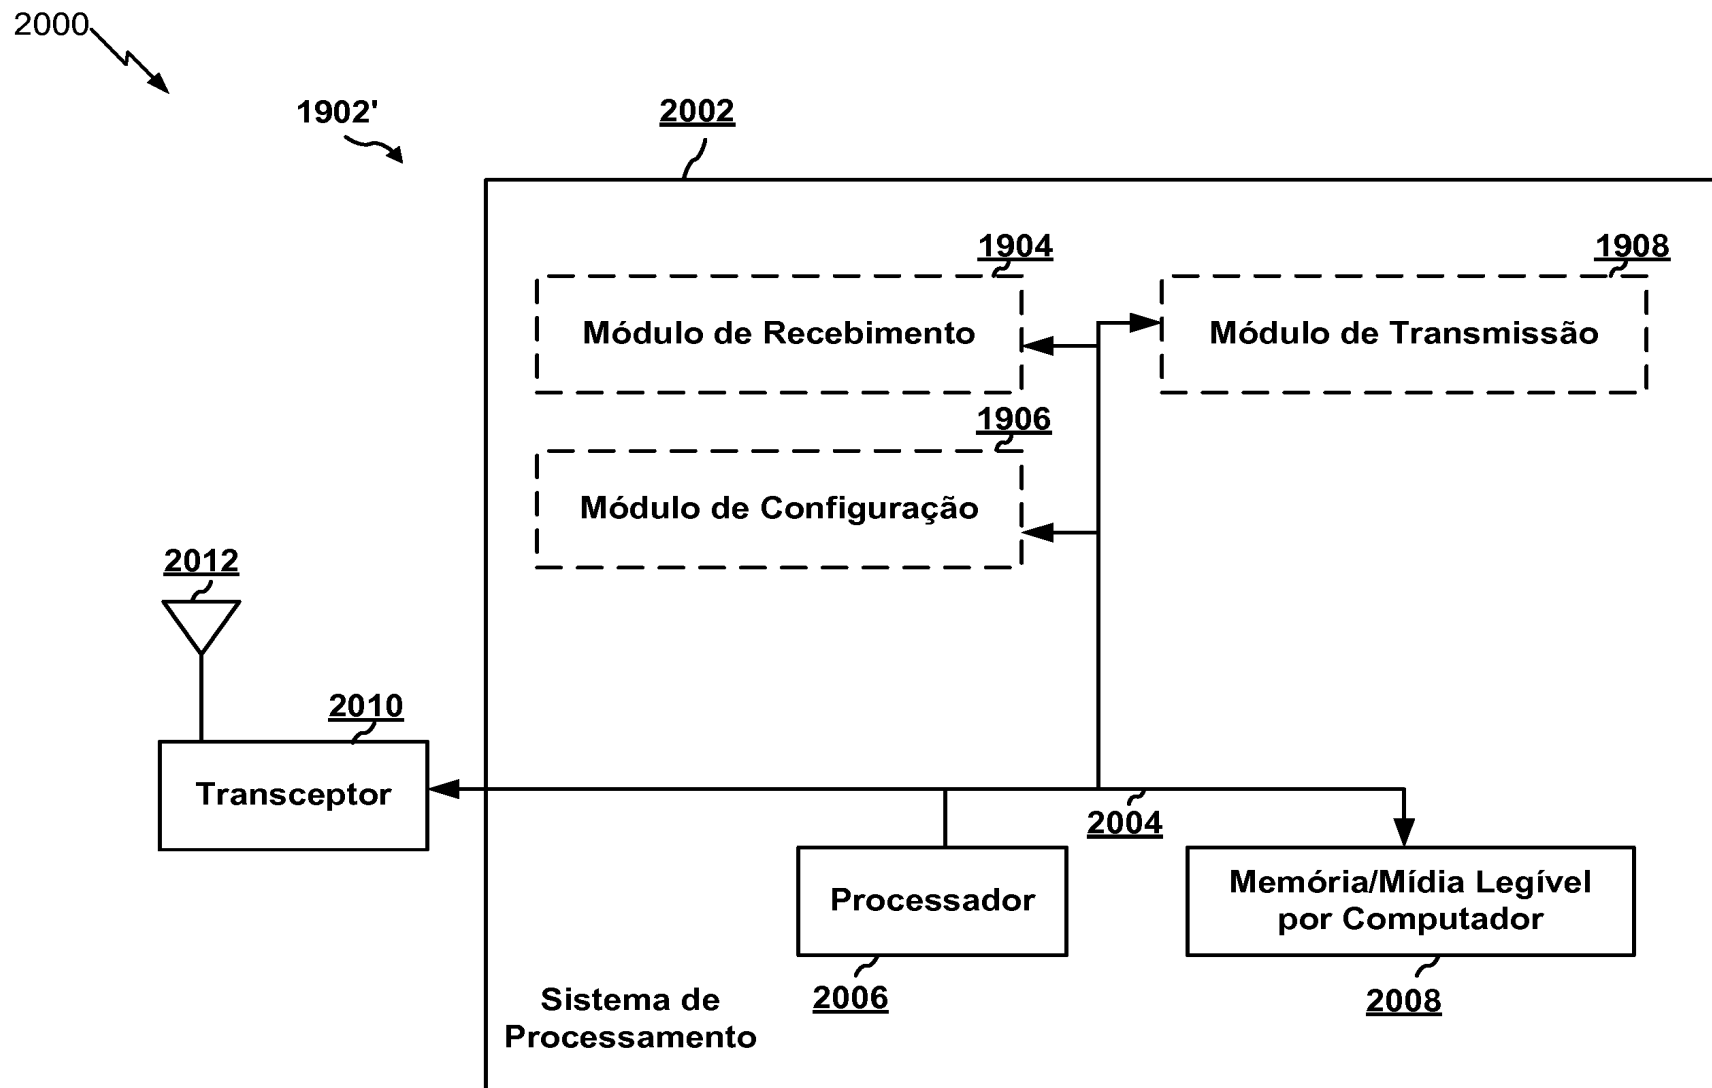 2000
1902'
2002
1904
1908
Módulo de Recebimento
Módulo de Transmissão
1906
Módulo de Configuração
2012
2010
Transceptor
2004
Processador
Memória/Mídia Legível
por Computador
2006
2008
Sistema de
Processamento